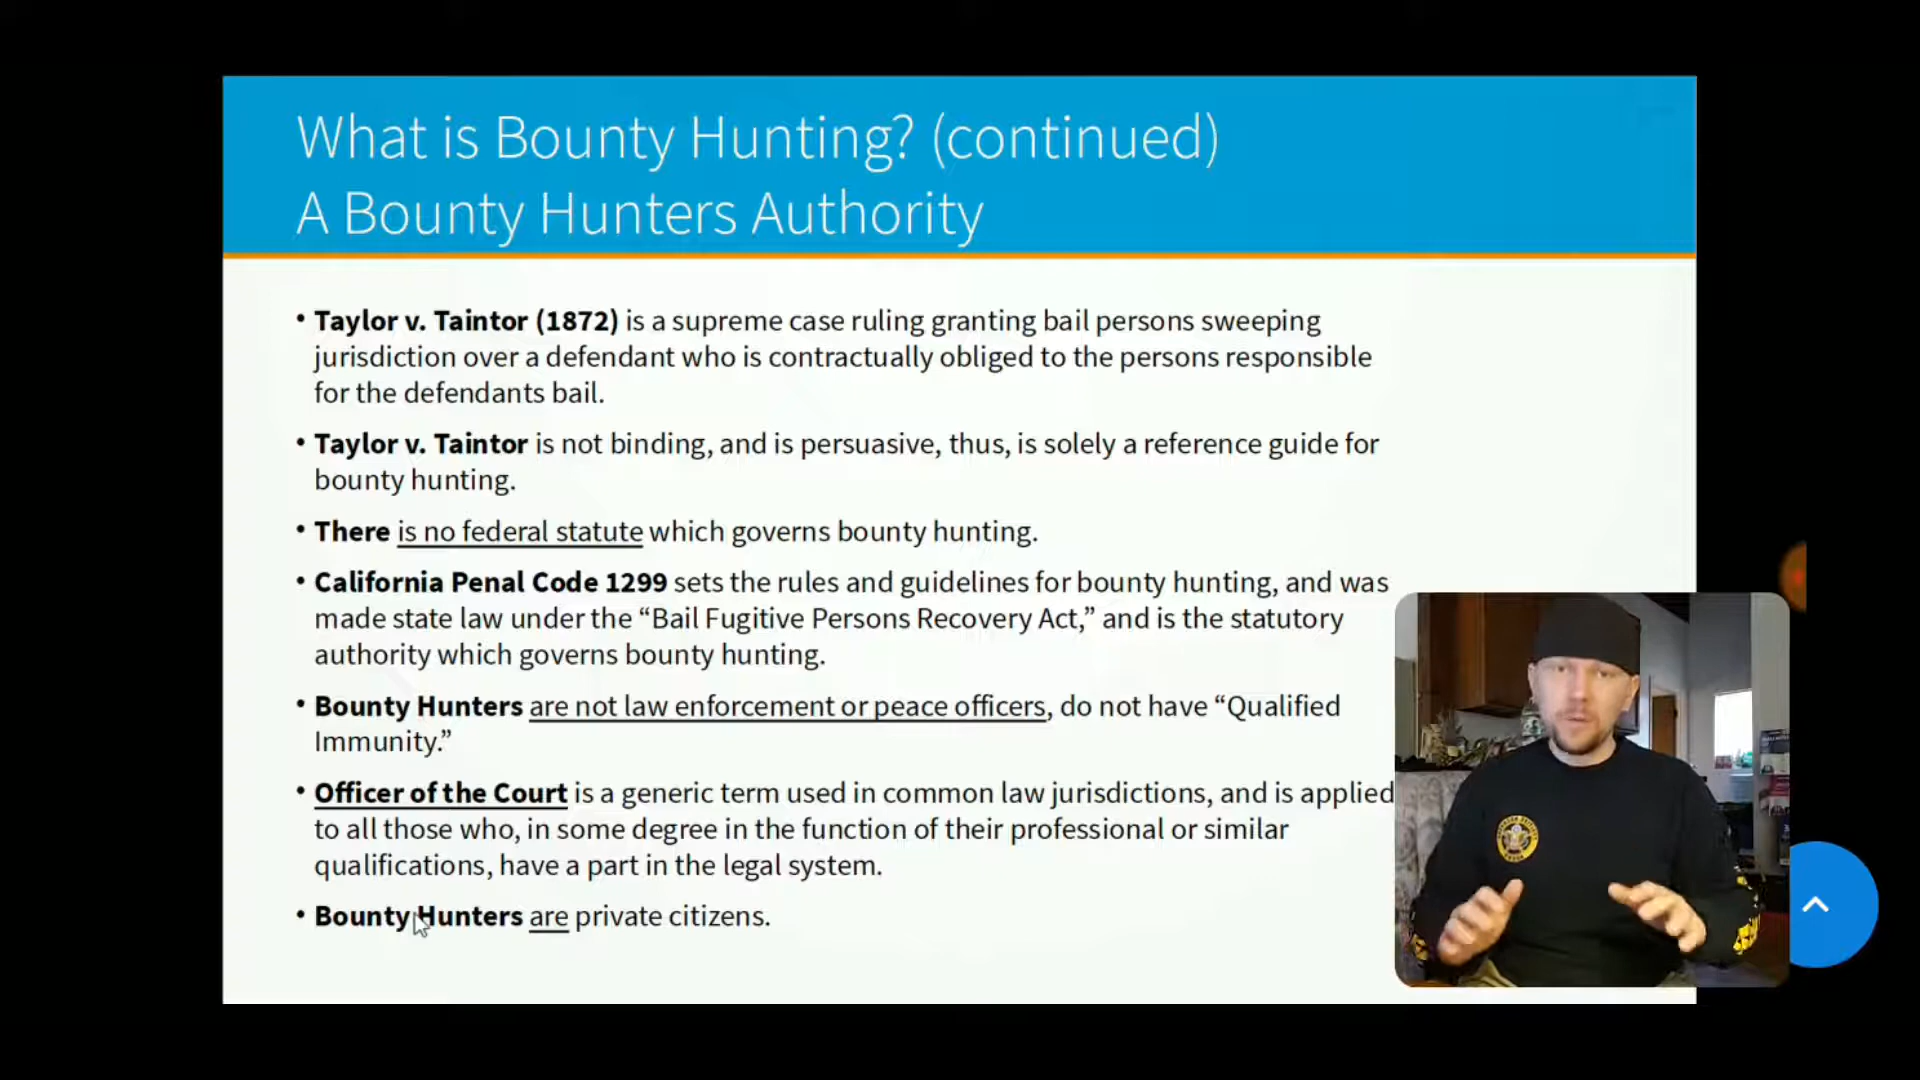 What is Bounty Hunting? (continued)
A Bounty Hunters Authority
• Taylor v. Taintor (1872) is a supreme case ruling granting bail persons sweeping
jurisdiction over a defendant who is contractually obliged to the persons responsible
for the defendants bail.
• Taylor v. Taintor is not binding, and is persuasive, thus, is solely a reference guide for
bounty hunting.
• There is no federal statute which governs bounty hunting.
• California Penal Code 1299 sets the rules and guidelines for bounty hunting, and was
made state law under the “Bail Fugitive Persons Recovery Act,” and is the statutory
authority which governs bounty hunting.
• Bounty Hunters are not law enforcement or peace officers, do not have “Qualified
Immunity.”
• Officer of the Court is a generic term used in common law jurisdictions, and is applied
to all those who, in some degree in the function of their professional or similar
qualifications, have a part in the legal system.
• Bounty Hunters are private citizens.